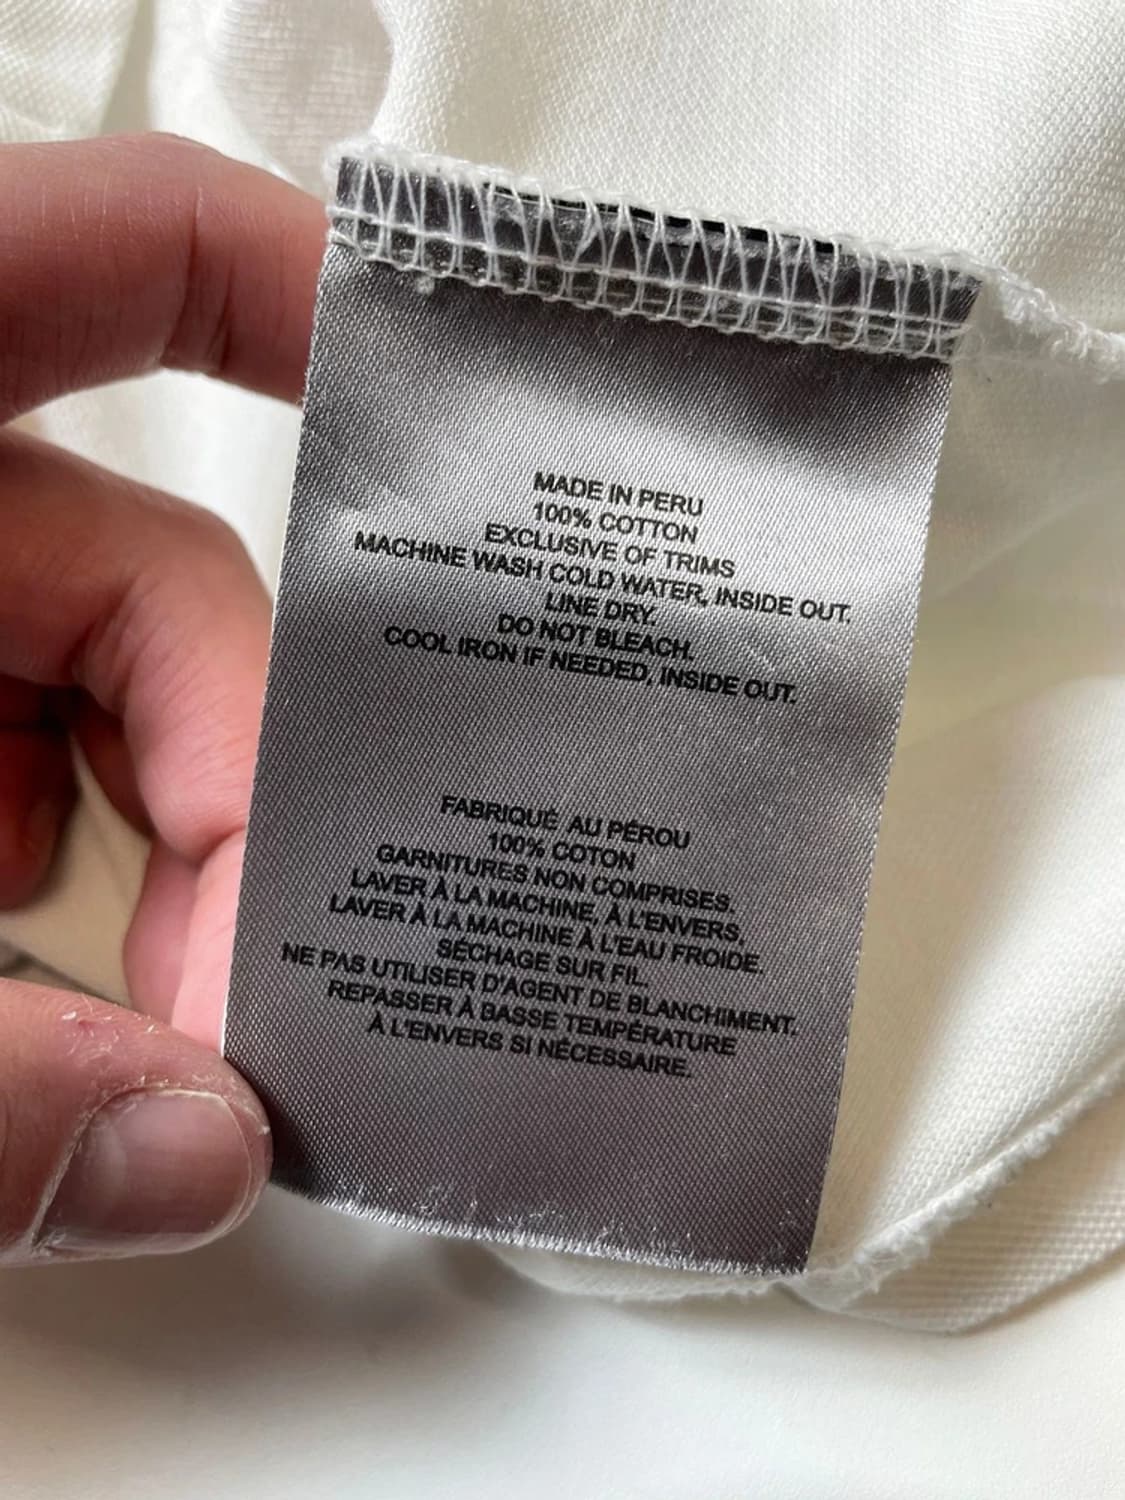 MADE IN PERU
100% COTTON
EXCLUSIVE OF TRIMS
MACHINE WASH COLD WATER, INSIDE OUT.
LINE DRY.
DO NOT BLEACH.
COOL IRON IF NEEDED, INSIDE OUT.
FABRIQUÉ AU PÉROU
100% COTON
GARNITURES NON COMPRISES.
LAVER À LA MACHINE, À L'ENVERS,
LAVER À LA MACHINE À L'EAU FROIDE.
SÉCHAGE SUR FIL.
NE PAS UTILISER D'AGENT DE BLANCHIMENT.
REPASSER À BASSE TEMPÉRATURE
À L'ENVERS SI NÉCESSAIRE.